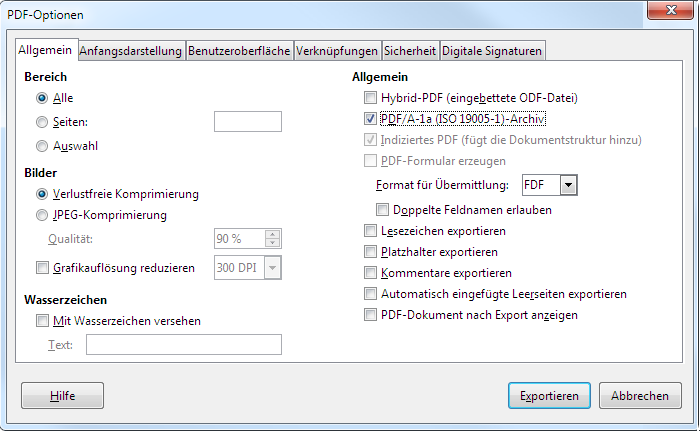 PDF-Optionen
Allgemein Anfangsdarstellung Benutzeroberfläche Verknüpfungen Sicherheit Digitale Signaturen
Bereich
Alle
Seiten:
Auswahl
Bilder
Verlustfreie Komprimierung
JPEG-Komprimierung
Qualität: 90 %
Grafikauflösung reduzieren 300 DPI
Wasserzeichen
Mit Wasserzeichen versehen
Text:
Allgemein
Hybrid-PDF (eingebettete ODF-Datei)
PDF/A-1a (ISO 19005-1)-Archiv
Indiziertes PDF (fügt die Dokumentstruktur hinzu)
PDF-Formular erzeugen
Format für Übermittlung: FDF
Doppelte Feldnamen erlauben
Lesezeichen exportieren
Platzhalter exportieren
Kommentare exportieren
Automatisch eingefügte Leerseiten exportieren
PDF-Dokument nach Export anzeigen
Hilfe Exportieren Abbrechen